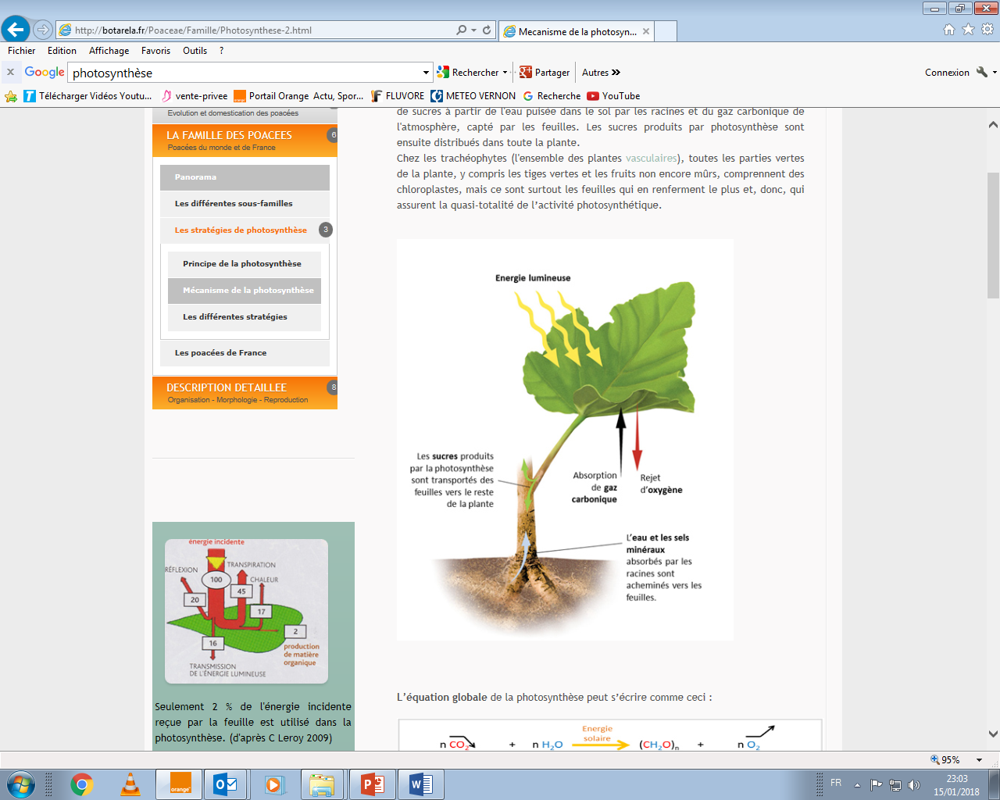 http://botarela.fr/Poaceae/Famille/Photosynthese-2.html
Mecanisme de la photosyn...
Fichier Edition Affichage Favoris Outils ?
x Google photosynthèse Rechercher Partager Autres Connexion
Télécharger Vidéos Youtu... vente-privee Portail Orange Actu, Spor... FLUVORE METEO VERNON Recherche YouTube
Evolution et domestication des poacées
LA FAMILLE DES POACEES 6
Poacées du monde et de France
Panorama
Les différentes sous-familles
Les stratégies de photosynthèse 3
Principe de la photosynthèse
Mécanisme de la photosynthèse
Les différentes stratégies
Les poacées de France
DESCRIPTION DETAILLEE 8
Organisation - Morphologie - Reproduction
énergie incidente
RÉFLEXION
TRANSPIRATION
CHALEUR
100
45
20
17
2
16
production
de matière
organique
TRANSMISSION
DE L'ÉNERGIE LUMINEUSE
Seulement 2 % de l'énergie incidente
reçue par la feuille est utilisé dans la
photosynthèse. (d'après C Leroy 2009)
de sucres à partir de l'eau puisée dans le sol par les racines et du gaz carbonique de
l'atmosphère, capté par les feuilles. Les sucres produits par photosynthèse sont
ensuite distribués dans toute la plante.
Chez les trachéophytes (l'ensemble des plantes vasculaires), toutes les parties vertes
de la plante, y compris les tiges vertes et les fruits non encore mûrs, comprennent des
chloroplastes, mais ce sont surtout les feuilles qui en renferment le plus et, donc, qui
assurent la quasi-totalité de l'activité photosynthétique.
Energie lumineuse
Les sucres produits
par la photosynthèse
sont transportés des
feuilles vers le reste
de la plante
Absorption
de gaz
carbonique
Rejet
d'oxygène
L'eau et les sels
minéraux
absorbés par les
racines sont
acheminés vers les
feuilles.
L'équation globale de la photosynthèse peut s'écrire comme ceci :
Energie
solaire
n CO2 + n H2O (CH2O)n + n O2
95%
FR
23:03
15/01/2018
orange